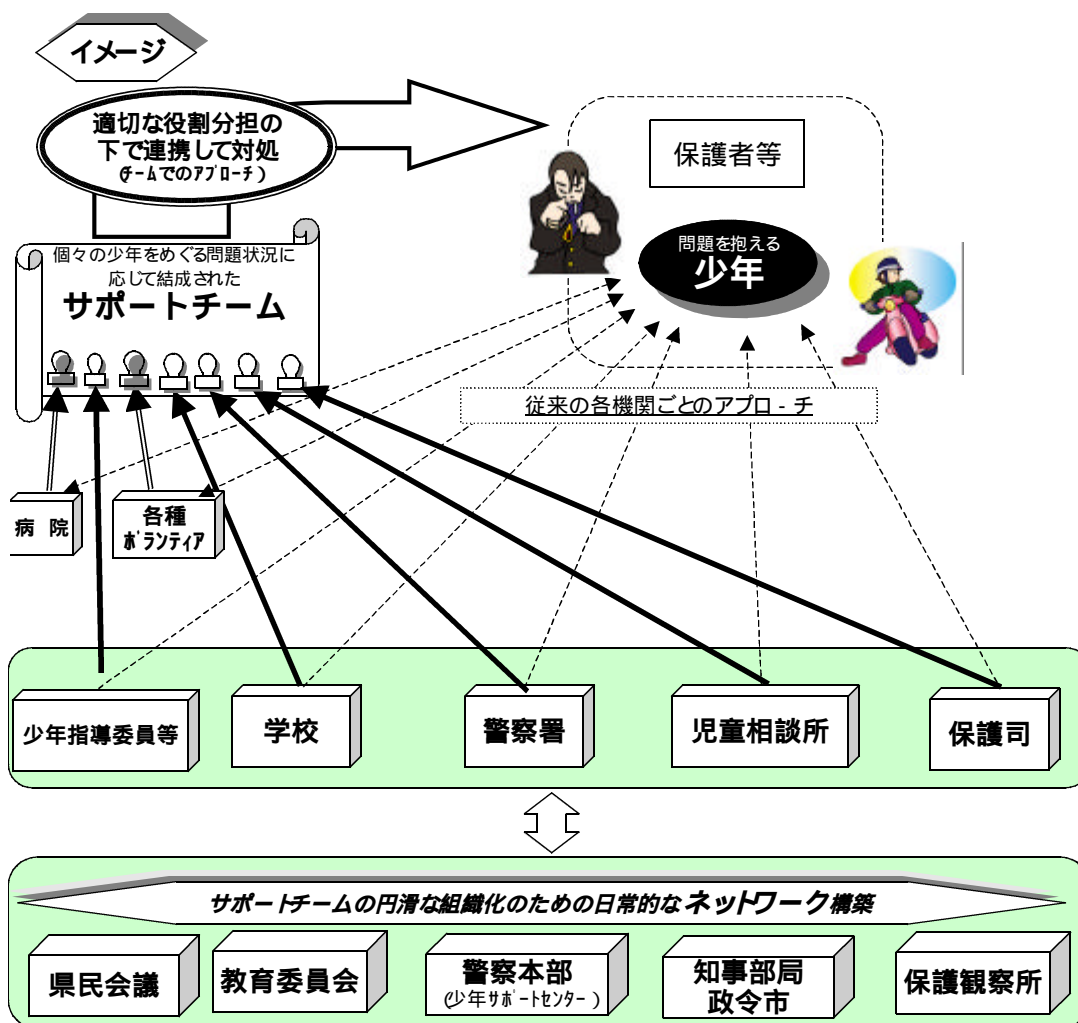 イメージ
適切な役割分担の
下で連携して対処
(チームでのアプローチ)
保護者等
問題を抱える
少年
個々の少年をめぐる問題状況に
応じて結成された
サポートチーム
従来の各機関ごとのアプロ-チ
病 院
各種
ボランティア
少年指導委員等
学校
警察署
児童相談所
保護司
サポートチームの円滑な組織化のための日常的なネットワーク構築
県民会議
教育委員会
警察本部
(少年サポートセンター)
知事部局
政令市
保護観察所